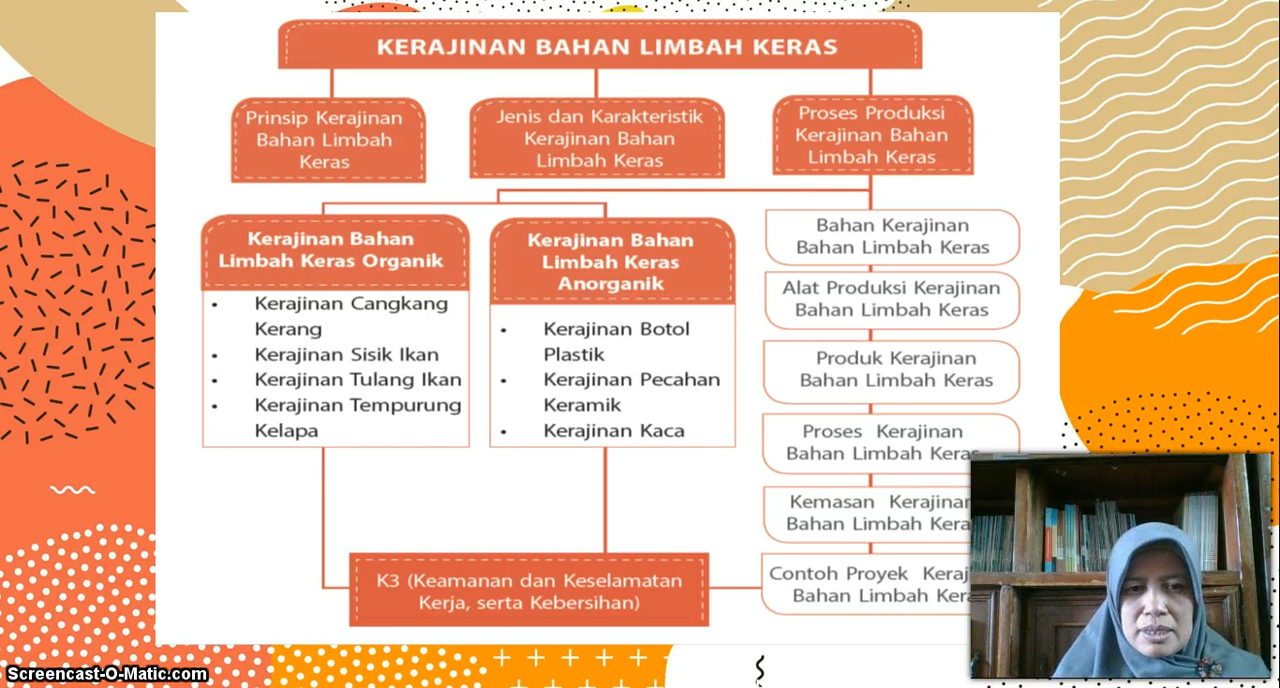 KERAJINAN BAHAN LIMBAH KERAS
Prinsip Kerajinan
Bahan Limbah
Keras
Jenis dan Karakteristik
Kerajinan Bahan
Limbah Keras
Proses Produksi
Kerajinan Bahan
Limbah Keras
Kerajinan Bahan
Limbah Keras Organik
• Kerajinan Cangkang
Kerang
• Kerajinan Sisik Ikan
• Kerajinan Tulang Ikan
• Kerajinan Tempurung
Kelapa
Kerajinan Bahan
Limbah Keras
Anorganik
• Kerajinan Botol
Plastik
• Kerajinan Pecahan
Keramik
• Kerajinan Kaca
Bahan Kerajinan
Bahan Limbah Keras
Alat Produksi Kerajinan
Bahan Limbah Keras
Produk Kerajinan
Bahan Limbah Keras
Proses Kerajinan
Bahan Limbah Keras
Kemasan Kerajinan
Bahan Limbah
Contoh Proyek
Bahan Limbah
K3 (Keamanan dan Keselamatan
Kerja, serta Kebersihan)
Screencast-O-Matic.com